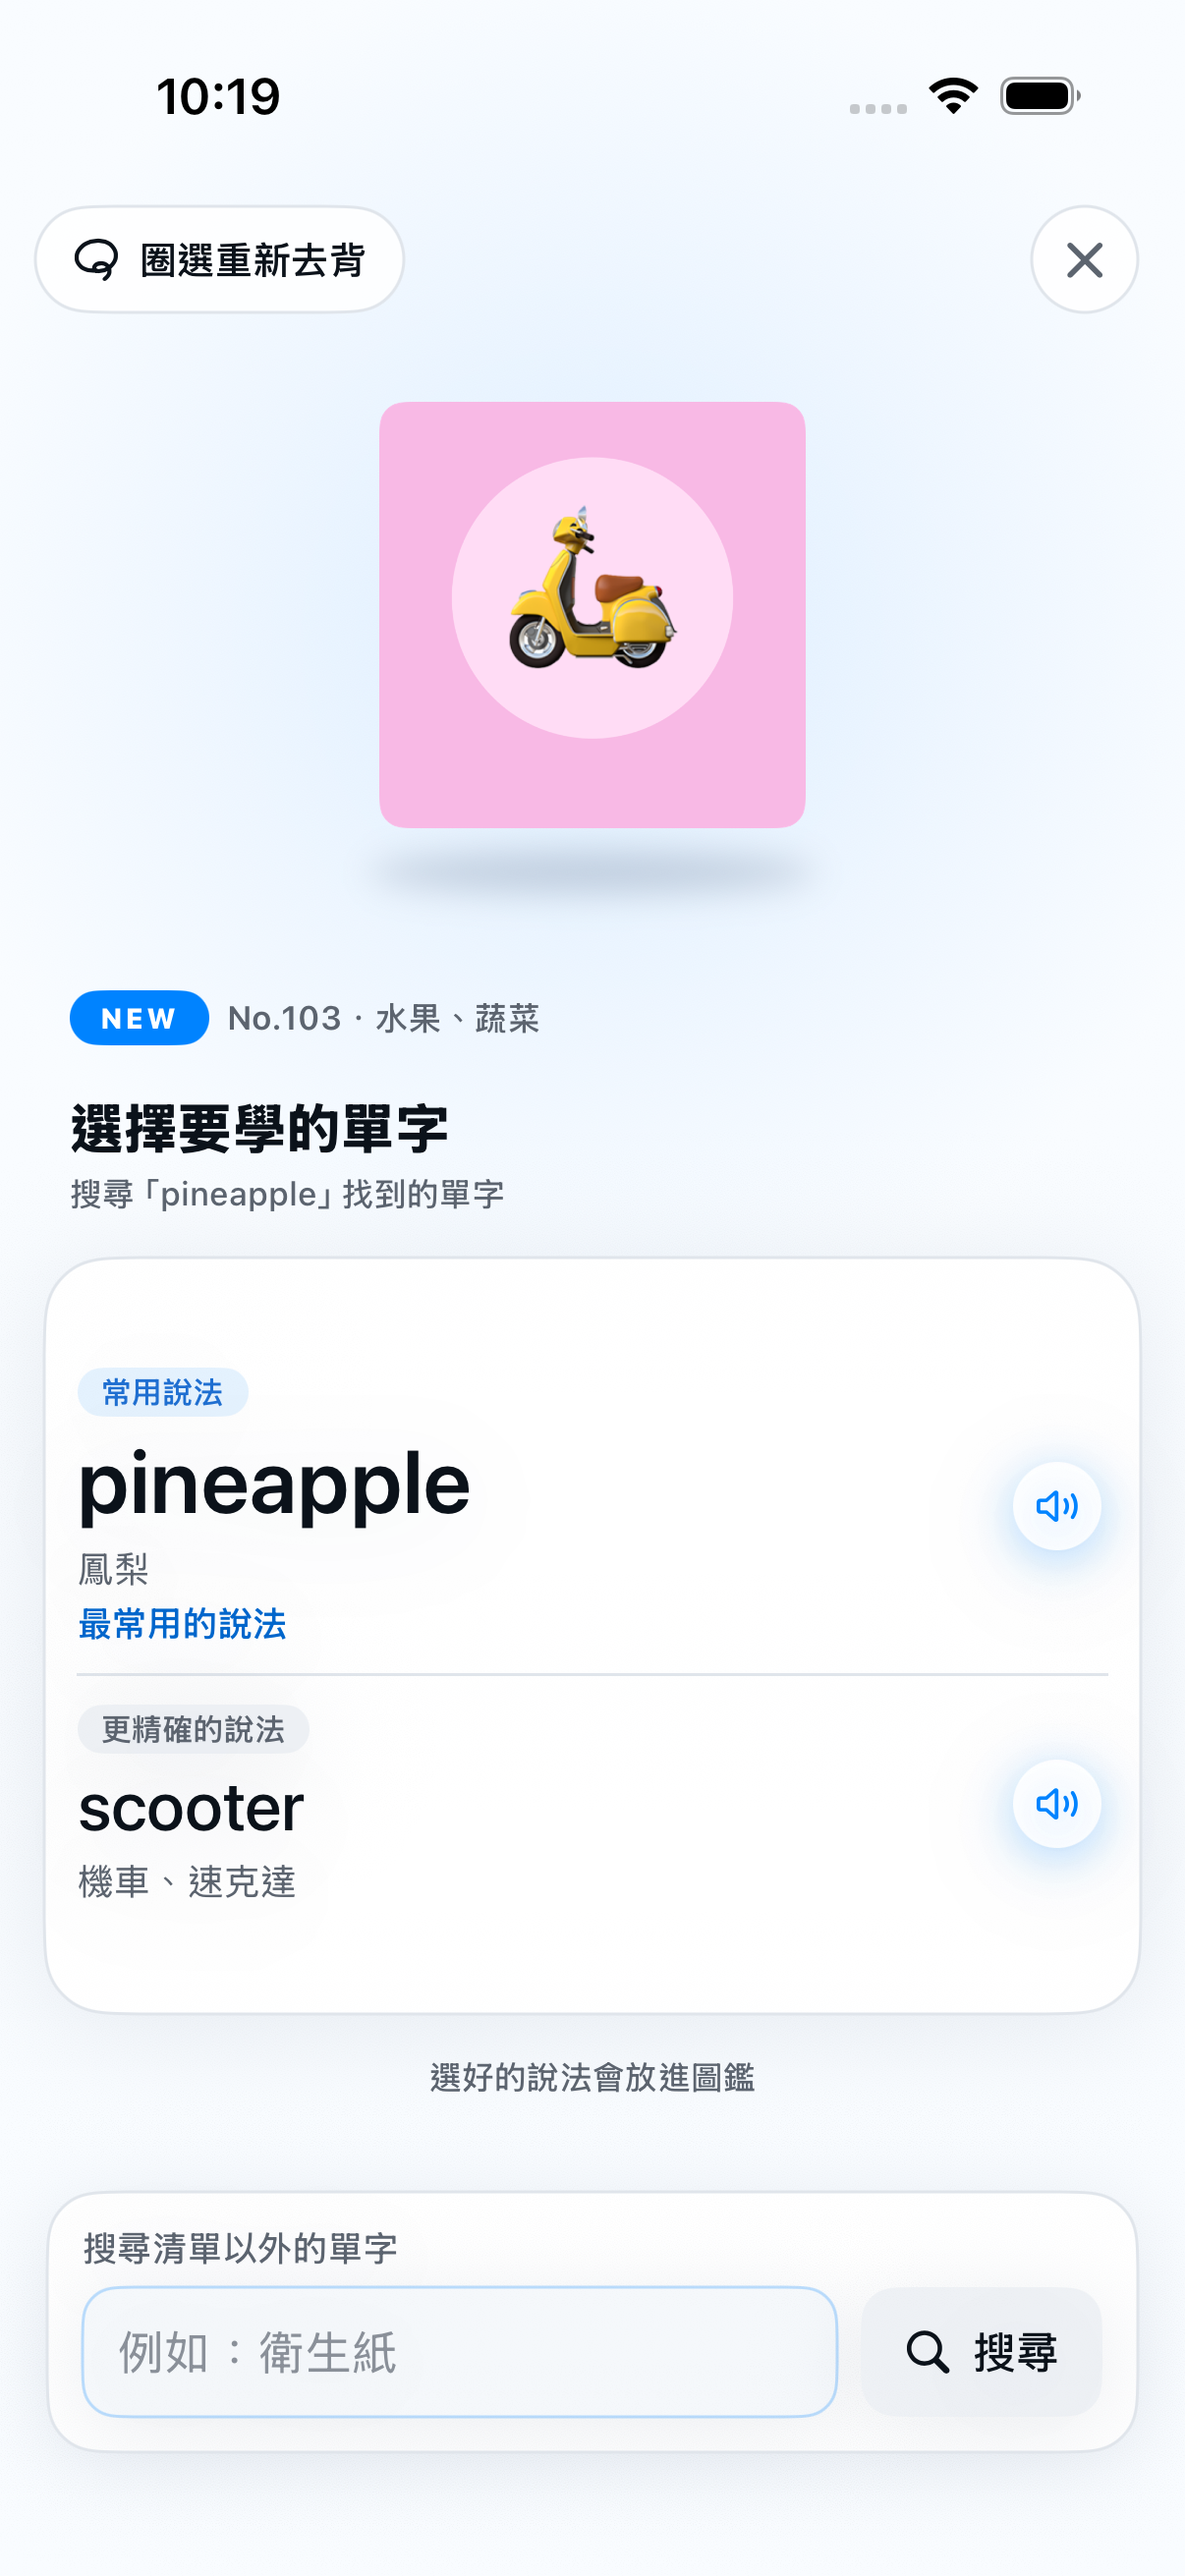 10:19
圈選重新去背
NEW No.103 · 水果、蔬菜
選擇要學的單字
搜尋「pineapple」找到的單字
常用說法
pineapple
鳳梨
最常用的說法
更精確的說法
scooter
機車、速克達
選好的說法會放進圖鑑
搜尋清單以外的單字
例如：衛生紙
搜尋